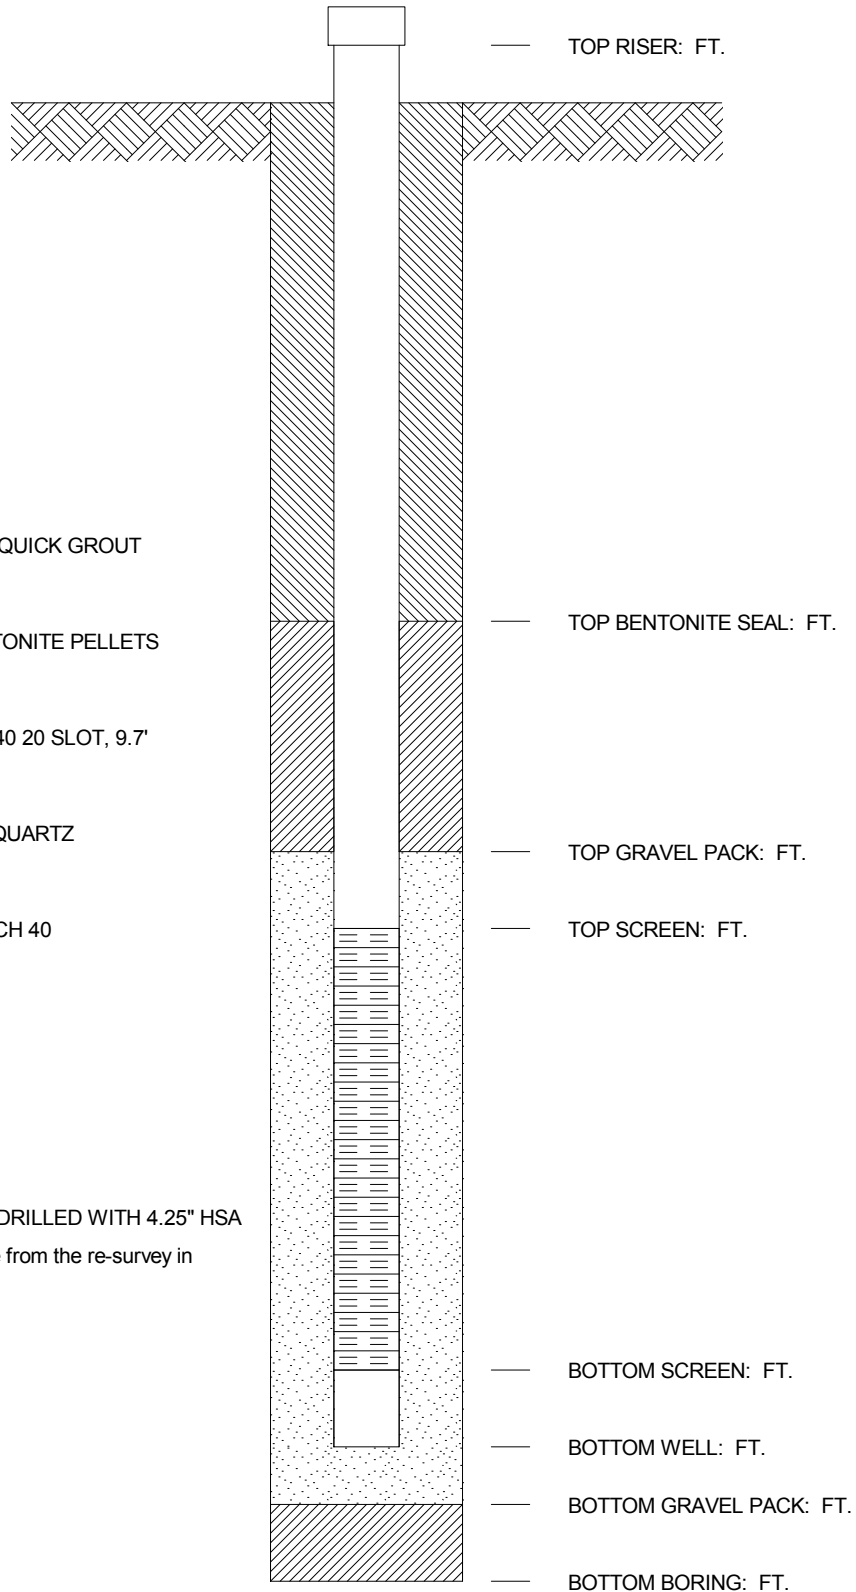 TOP RISER: FT.
QUICK GROUT
TOP BENTONITE SEAL: FT.
TONITE PELLETS
40 20 SLOT, 9.7'
QUARTZ
TOP GRAVEL PACK: FT.
CH 40
TOP SCREEN: FT.
DRILLED WITH 4.25" HSA
from the re-survey in
BOTTOM SCREEN: FT.
BOTTOM WELL: FT.
BOTTOM GRAVEL PACK: FT.
BOTTOM BORING: FT.